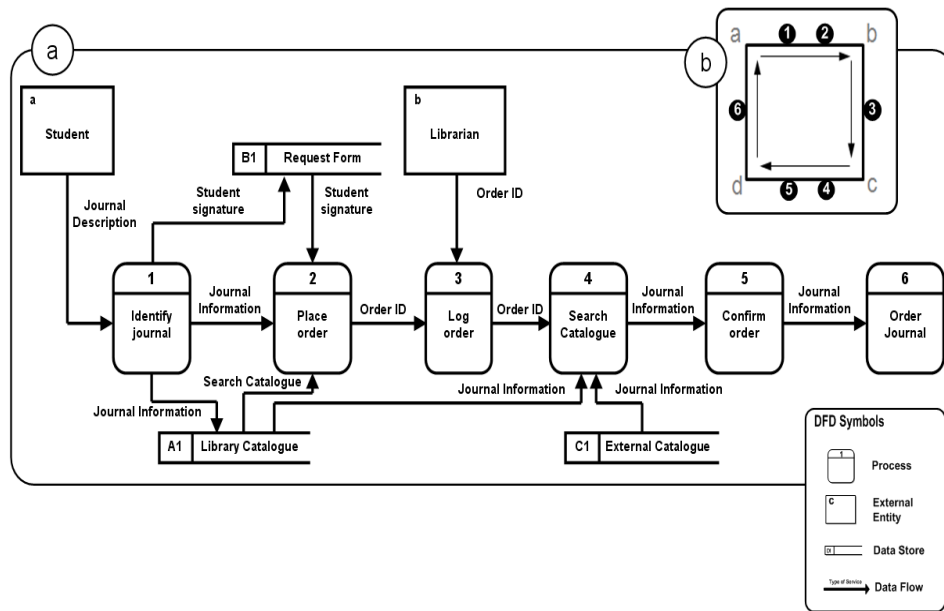 a
b
a
b
c
d
1
2
3
4
5
6
a
Student
b
Librarian
B1
Request Form
Journal
Description
Student
signature
Student
signature
Order ID
1
Identify
journal
Journal
Information
2
Place
order
Order ID
3
Log
order
Order ID
4
Search
Catalogue
Journal
Information
5
Confirm
order
Journal
Information
6
Order
Journal
Search Catalogue
Journal Information
Journal Information
Journal Information
A1
Library Catalogue
C1
External Catalogue
DFD Symbols
1
Process
C
External
Entity
Data Store
Type of Service
Data Flow